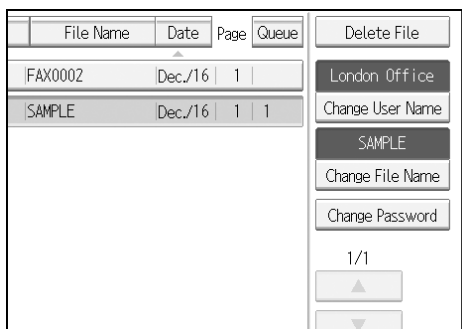 File Name Date Page Queue Delete File
FAX0002 Dec./16 1 London Office
SAMPLE Dec./16 1 1 Change User Name
SAMPLE
Change File Name
Change Password
1/1